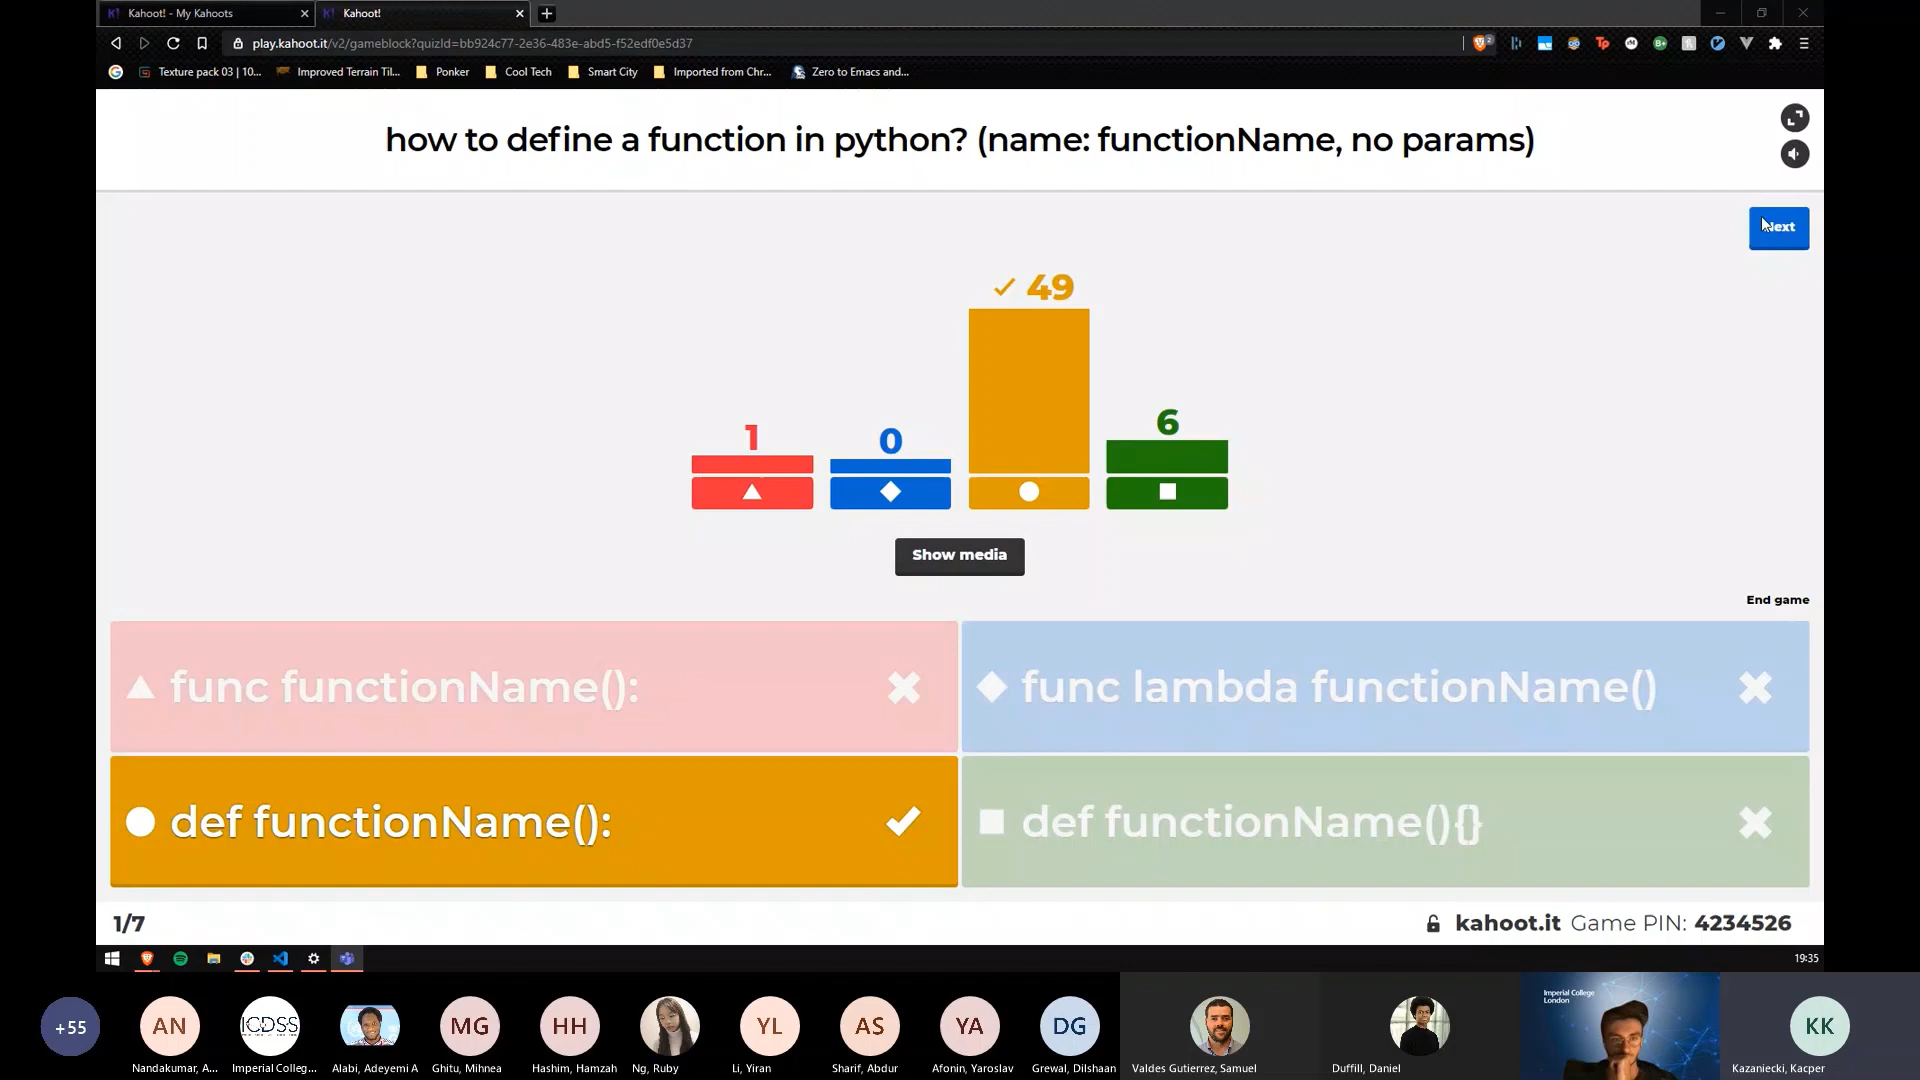 Kahoot! - My Kahoots
Kahoot!
play.kahoot.it/v2/gameblock?quizId=bb924c77-2e36-483e-abd5-f52edf0e5d37
Texture pack 03 | 10...
Improved Terrain Til...
Ponker
Cool Tech
Smart City
Imported from Chr...
Zero to Emacs and...
how to define a function in python? (name: functionName, no params)
Next
49
1
0
6
Show media
End game
func functionName():
func lambda functionName()
def functionName():
def functionName(){}
1/7
kahoot.it Game PIN: 4234526
19:35
+55
AN
ICDSS
MG
HH
YL
AS
YA
DG
Imperial College
London
KK
Nandakumar, A...
Imperial Colleg...
Alabi, Adeyemi A
Ghitu, Mihnea
Hashim, Hamzah
Ng, Ruby
Li, Yiran
Sharif, Abdur
Afonin, Yaroslav
Grewal, Dilshaan
Valdes Gutierrez, Samuel
Duffill, Daniel
Kazaniecki, Kacper